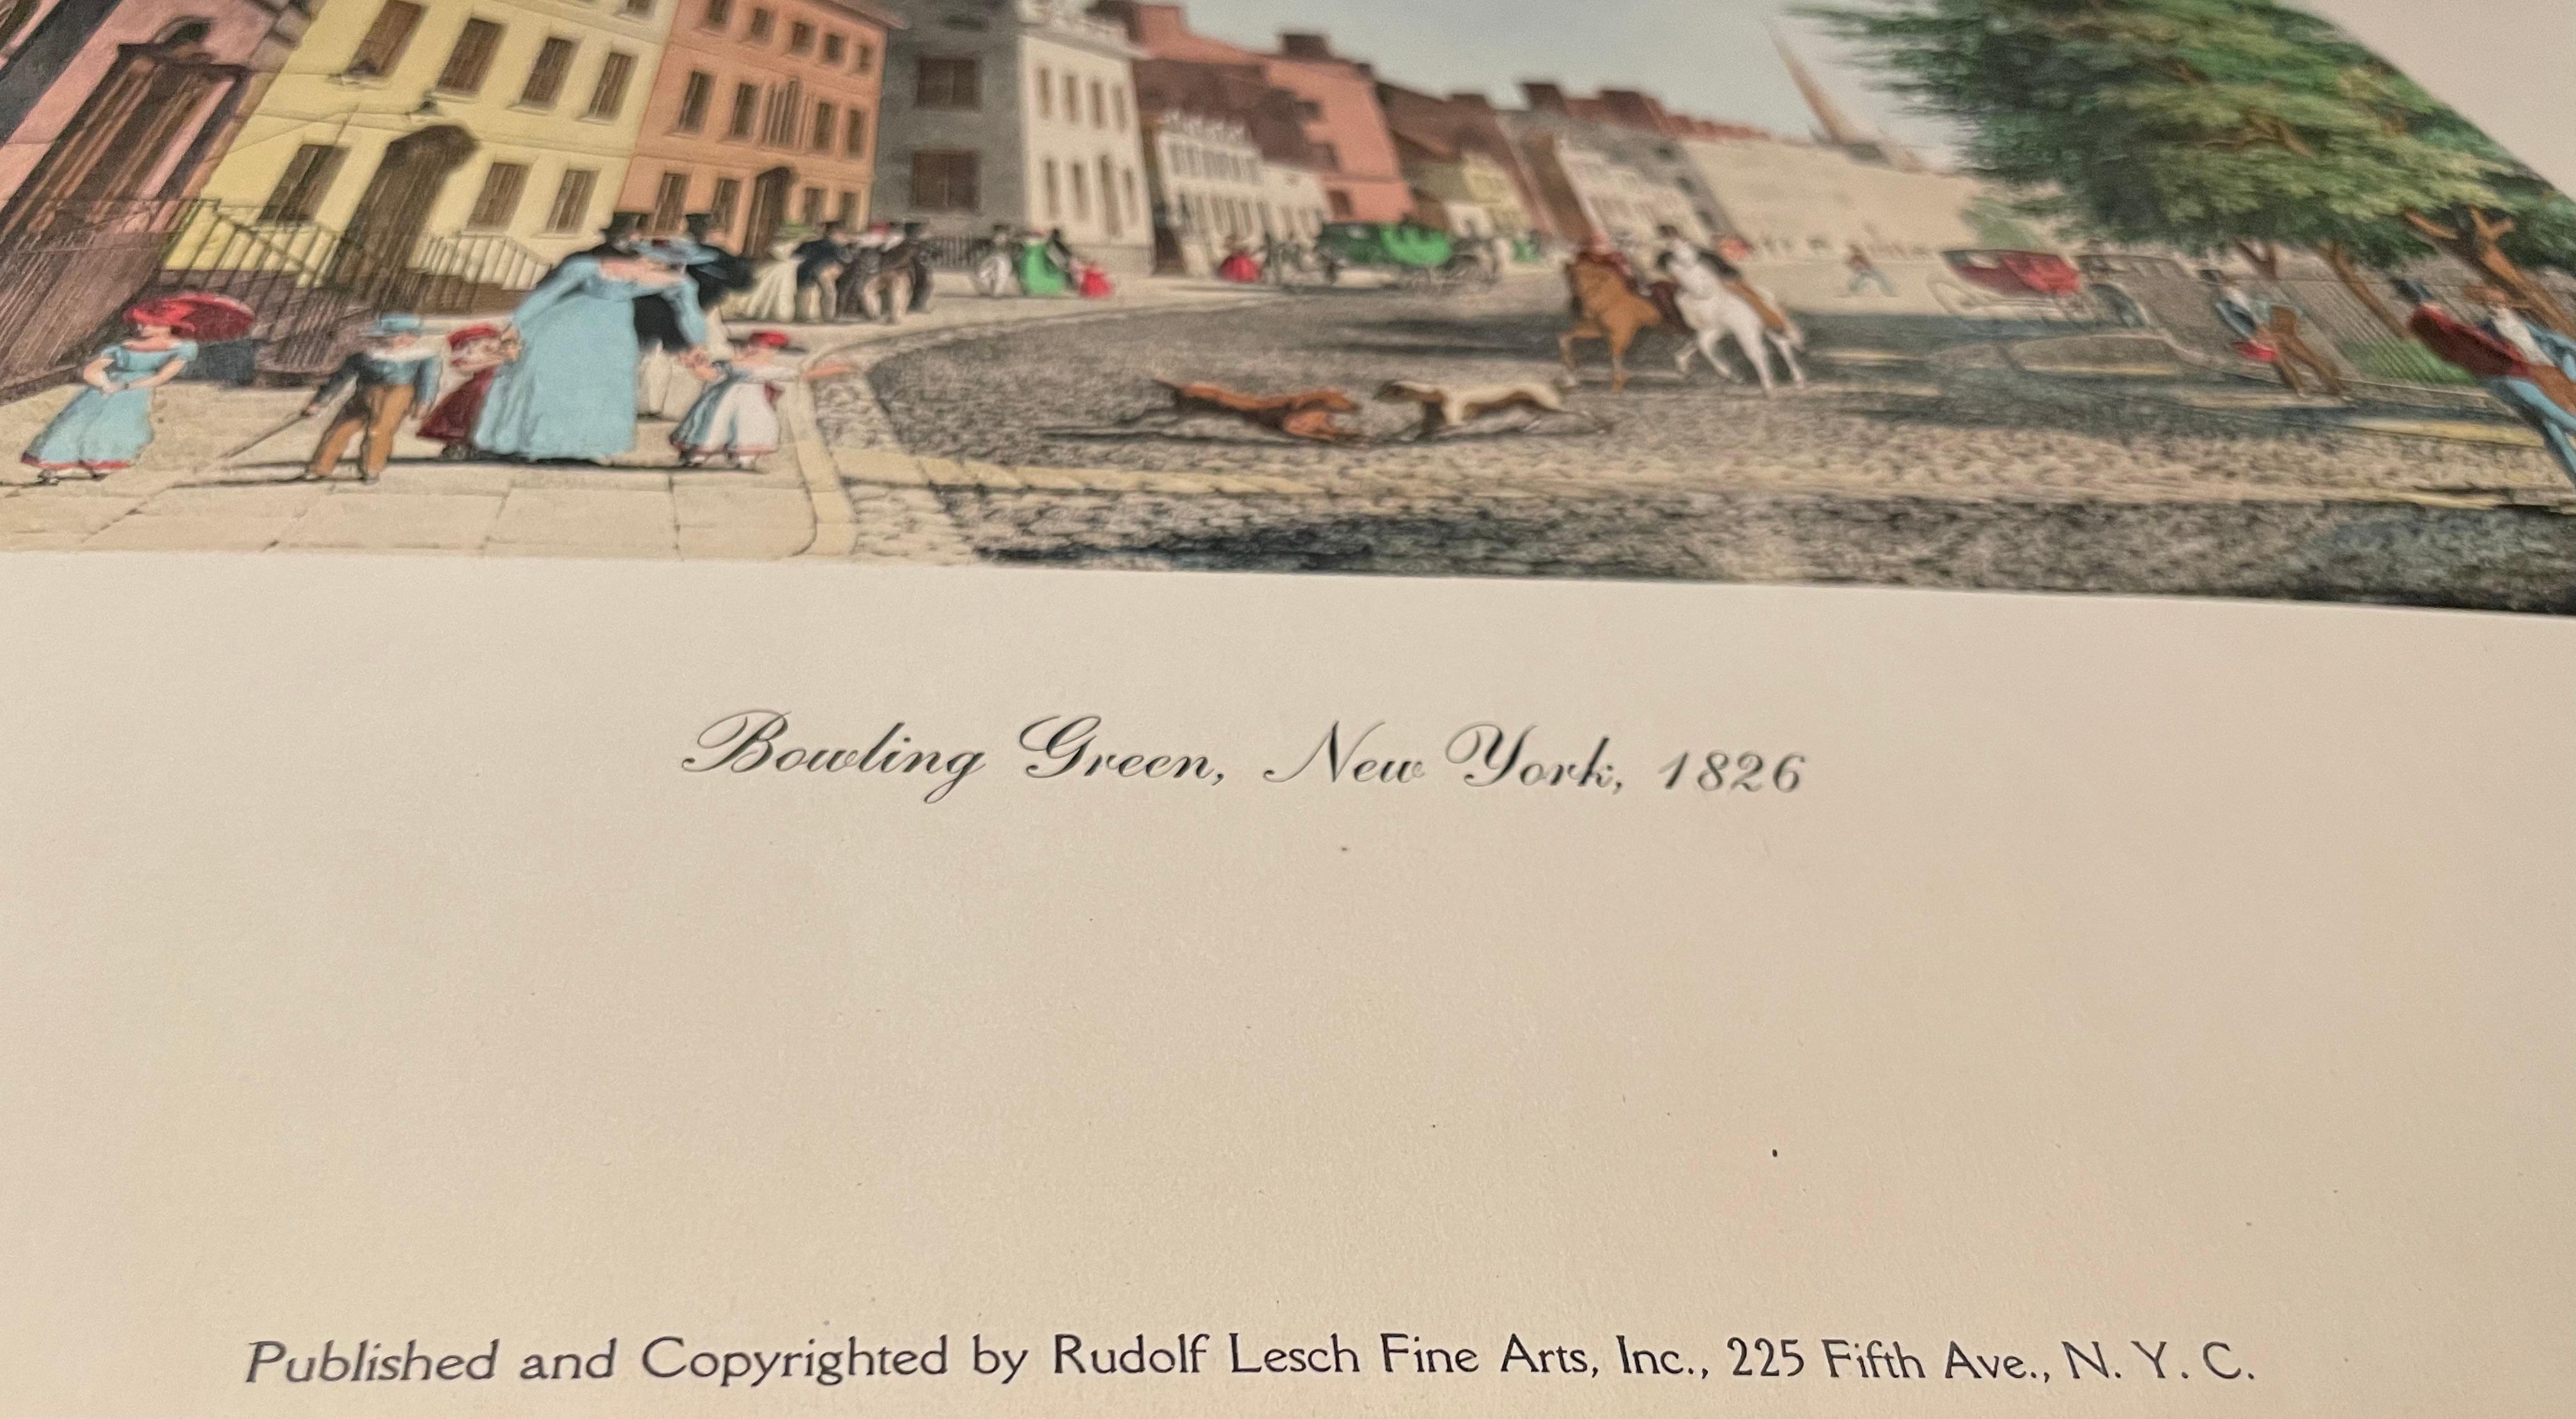 Bowling Green, New York, 1826
Published and Copyrighted by Rudolf Lesch Fine Arts, Inc., 225 Fifth Ave., N. Y. C.